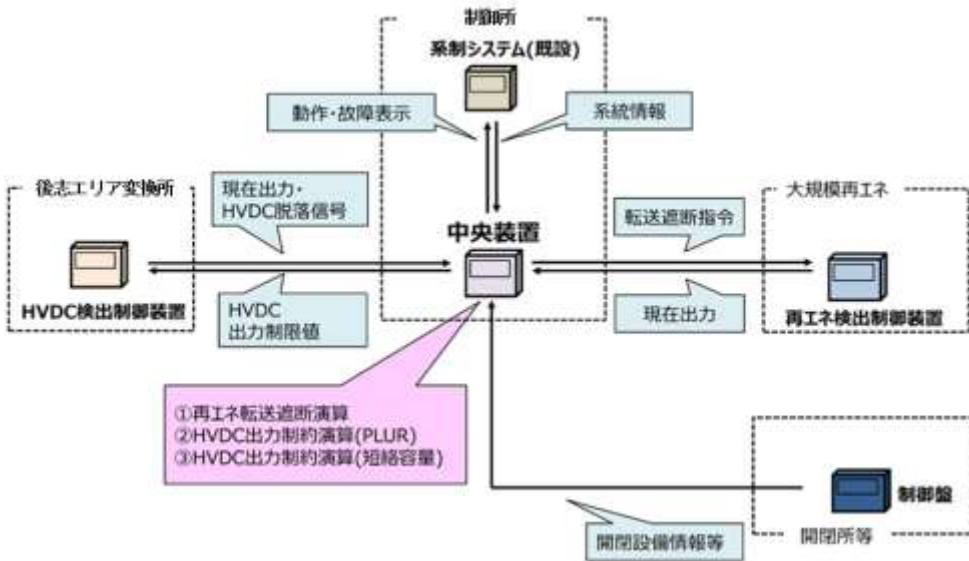 制御所
系制システム(既設)
動作・故障表示
系統情報
後志エリア変換所
現在出力・
HVDC脱落信号
大規模再エネ
転送遮断指令
中央装置
HVDC検出制御装置
HVDC
出力制限値
現在出力
再エネ検出制御装置
①再エネ転送遮断演算
②HVDC出力制約演算(PLUR)
③HVDC出力制約演算(短絡容量)
制御盤
開閉設備情報等
開閉所等